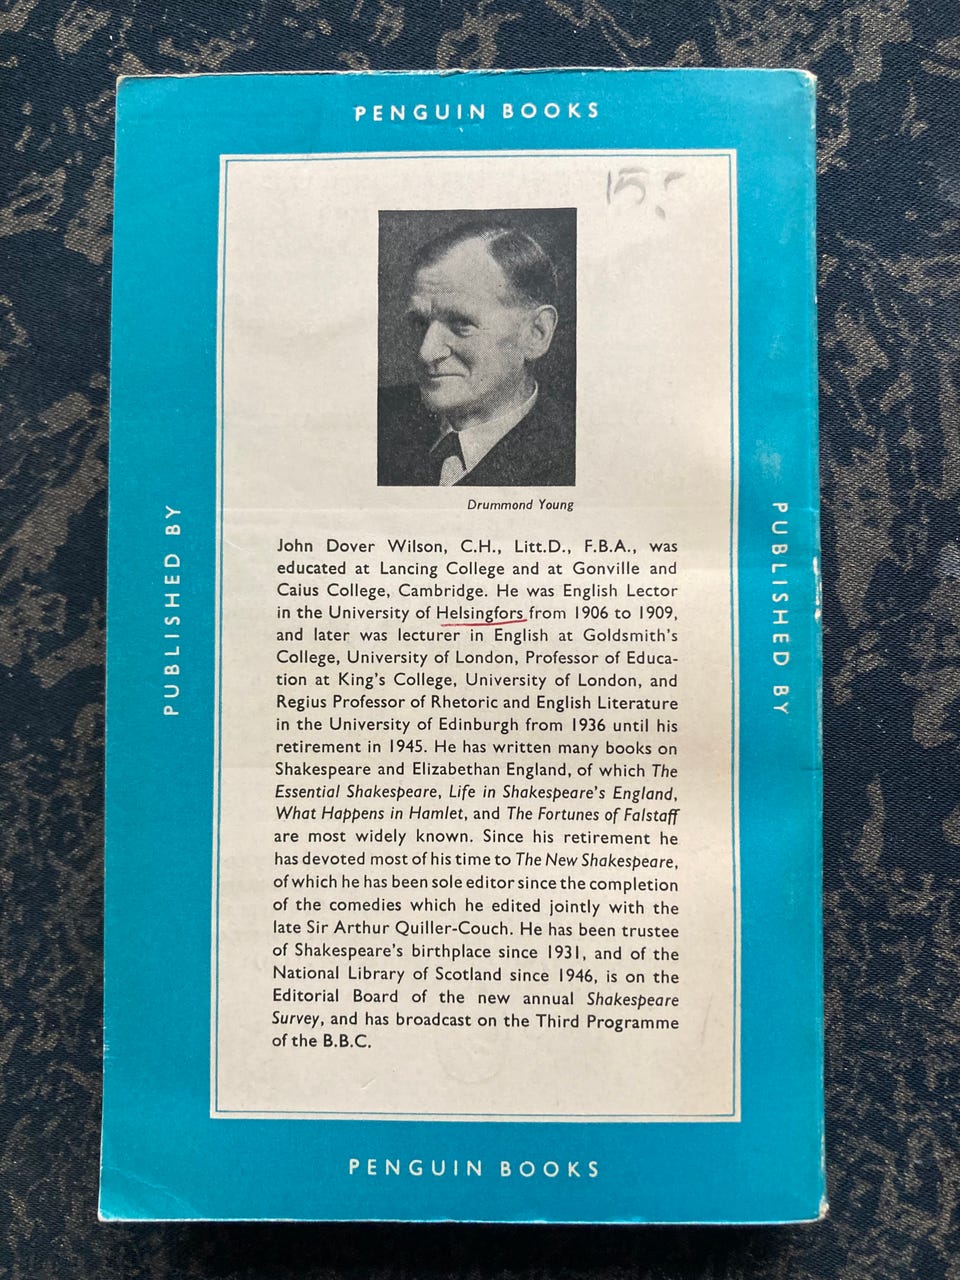 PENGUIN BOOKS
Drummond Young
John Dover Wilson, C.H., Litt.D., F.B.A., was
educated at Lancing College and at Gonville and
Caius College, Cambridge. He was English Lector
in the University of Helsingfors from 1906 to 1909,
and later was lecturer in English at Goldsmith's
College, University of London, Professor of Educa-
tion at King's College, University of London, and
Regius Professor of Rhetoric and English Literature
in the University of Edinburgh from 1936 until his
retirement in 1945. He has written many books on
Shakespeare and Elizabethan England, of which The
Essential Shakespeare, Life in Shakespeare's England,
What Happens in Hamlet, and The Fortunes of Falstaff
are most widely known. Since his retirement he
has devoted most of his time to The New Shakespeare,
of which he has been sole editor since the completion
of the comedies which he edited jointly with the
late Sir Arthur Quiller-Couch. He has been trustee
of Shakespeare's birthplace since 1931, and of the
National Library of Scotland since 1946, is on the
Editorial Board of the new annual Shakespeare
Survey, and has broadcast on the Third Programme
of the B.B.C.
PUBLISHED BY
PUBLISHED BY
PENGUIN BOOKS